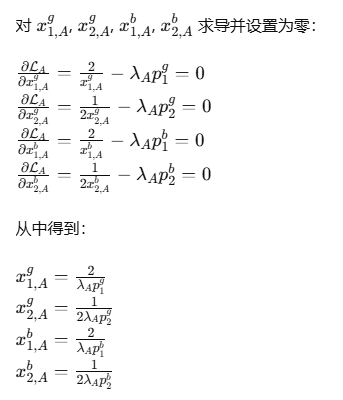 对 $x_{1,A}^g$, $x_{2,A}^g$, $x_{1,A}^b$, $x_{2,A}^b$ 求导并设置为零：
$\frac{\partial \mathcal{L}_A}{\partial x_{1,A}^g} = \frac{2}{x_{1,A}^g} - \lambda_A p_1^g = 0$
$\frac{\partial \mathcal{L}_A}{\partial x_{2,A}^g} = \frac{1}{2x_{2,A}^g} - \lambda_A p_2^g = 0$
$\frac{\partial \mathcal{L}_A}{\partial x_{1,A}^b} = \frac{2}{x_{1,A}^b} - \lambda_A p_1^b = 0$
$\frac{\partial \mathcal{L}_A}{\partial x_{2,A}^b} = \frac{1}{2x_{2,A}^b} - \lambda_A p_2^b = 0$
从中得到：
$x_{1,A}^g = \frac{2}{\lambda_A p_1^g}$
$x_{2,A}^g = \frac{1}{2\lambda_A p_2^g}$
$x_{1,A}^b = \frac{2}{\lambda_A p_1^b}$
$x_{2,A}^b = \frac{1}{2\lambda_A p_2^b}$